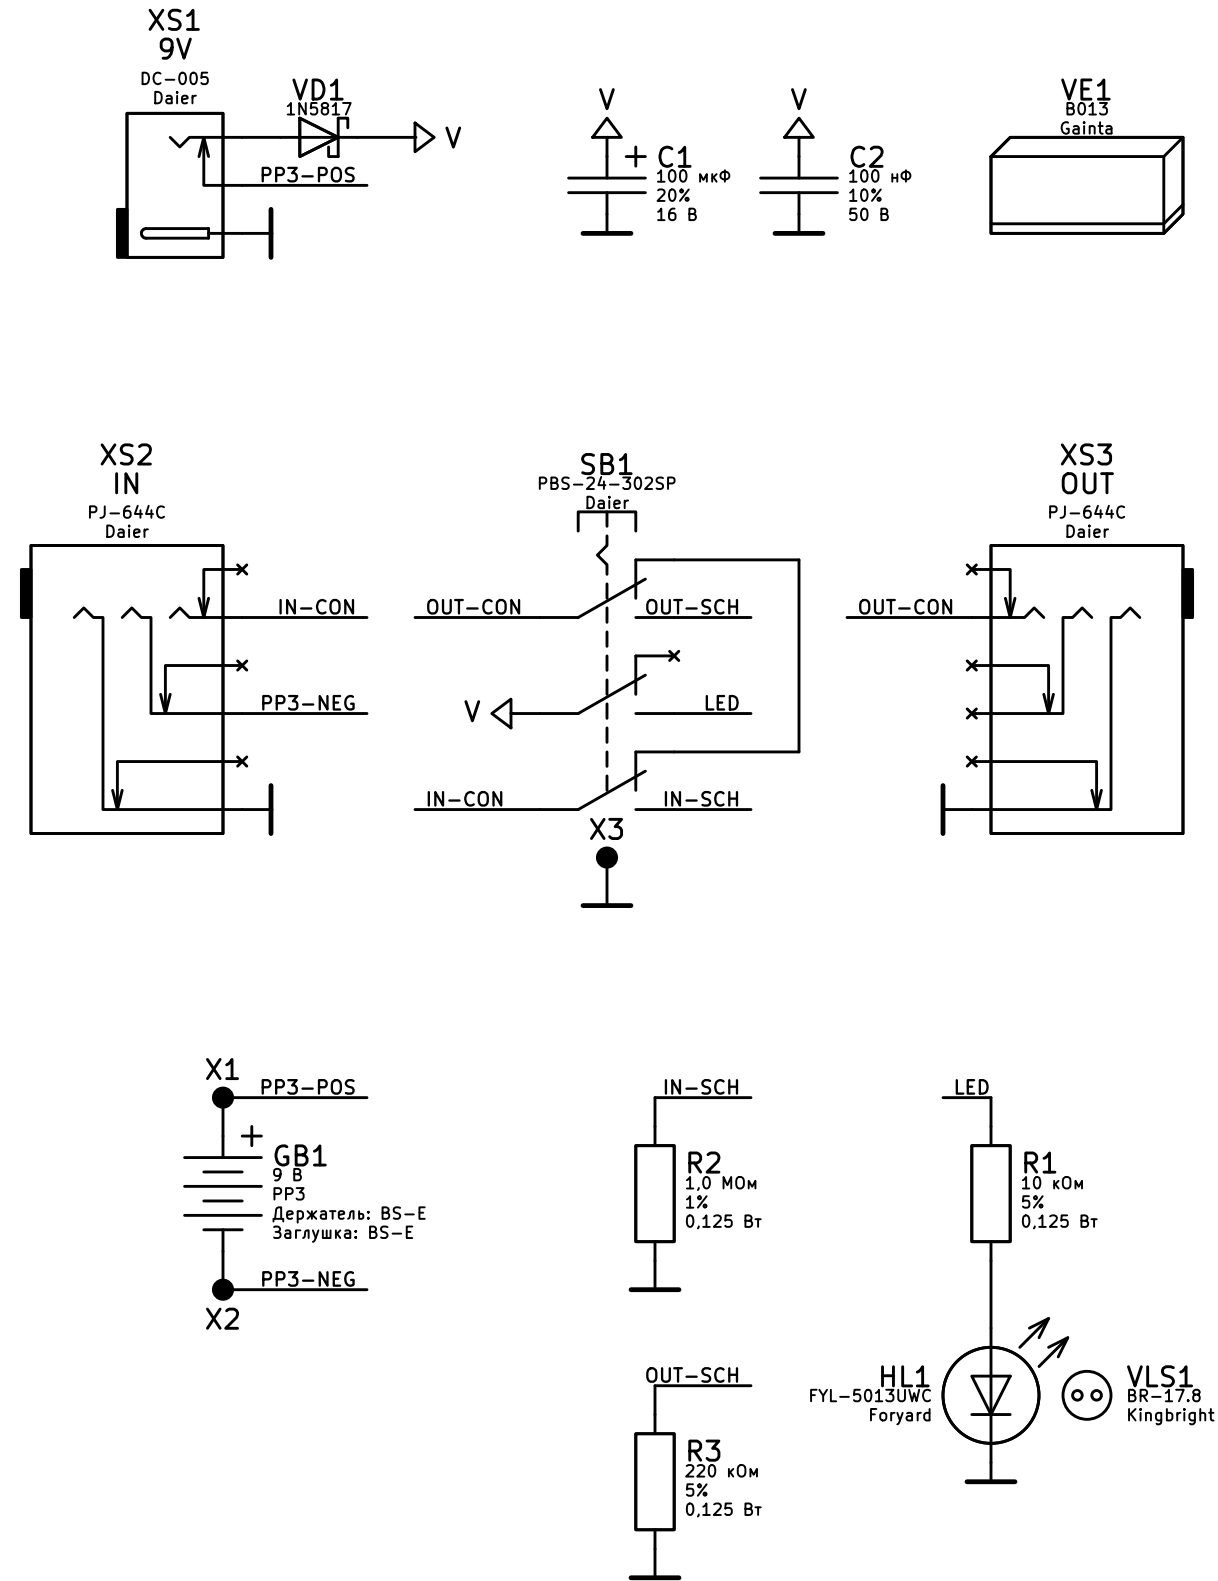 XS1
9V
DC-005
Daier
VD1
1N5817
V
PP3-POS
V
+ C1
100 мкФ
20%
16 В
V
C2
100 нФ
10%
50 В
VE1
B013
Gainta
XS2
IN
PJ-644C
Daier
IN-CON
PP3-NEG
SB1
PBS-24-302SP
Daier
OUT-CON
OUT-SCH
V
LED
IN-CON
IN-SCH
X3
XS3
OUT
PJ-644C
Daier
OUT-CON
X1
PP3-POS
+
GB1
9 В
PP3
Держатель: BS-E
Заглушка: BS-E
PP3-NEG
X2
IN-SCH
R2
1,0 МОм
1%
0,125 Вт
LED
R1
10 кОм
5%
0,125 Вт
OUT-SCH
R3
220 кОм
5%
0,125 Вт
HL1
FYL-5013UWC
Foryard
VLS1
BR-17.8
Kingbright